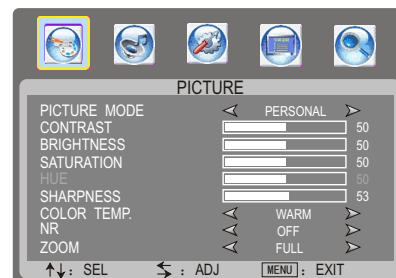 PICTURE
PICTURE MODE PERSONAL
CONTRAST 50
BRIGHTNESS 50
SATURATION 50
HUE 50
SHARPNESS 53
COLOR TEMP. WARM
NR OFF
ZOOM FULL
↑↓: SEL ⇆: ADJ MENU: EXIT